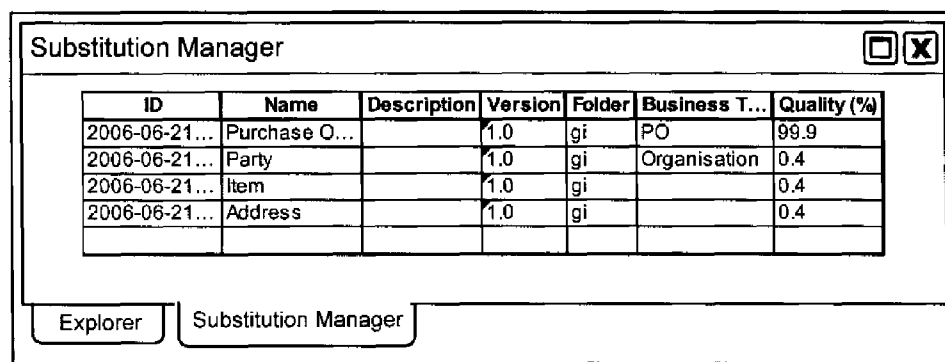 Substitution Manager
ID Name Description Version Folder Business T... Quality (%)
2006-06-21... Purchase O... 1.0 gi PO 99.9
2006-06-21... Party 1.0 gi Organisation 0.4
2006-06-21... Item 1.0 gi 0.4
2006-06-21... Address 1.0 gi 0.4
Explorer Substitution Manager